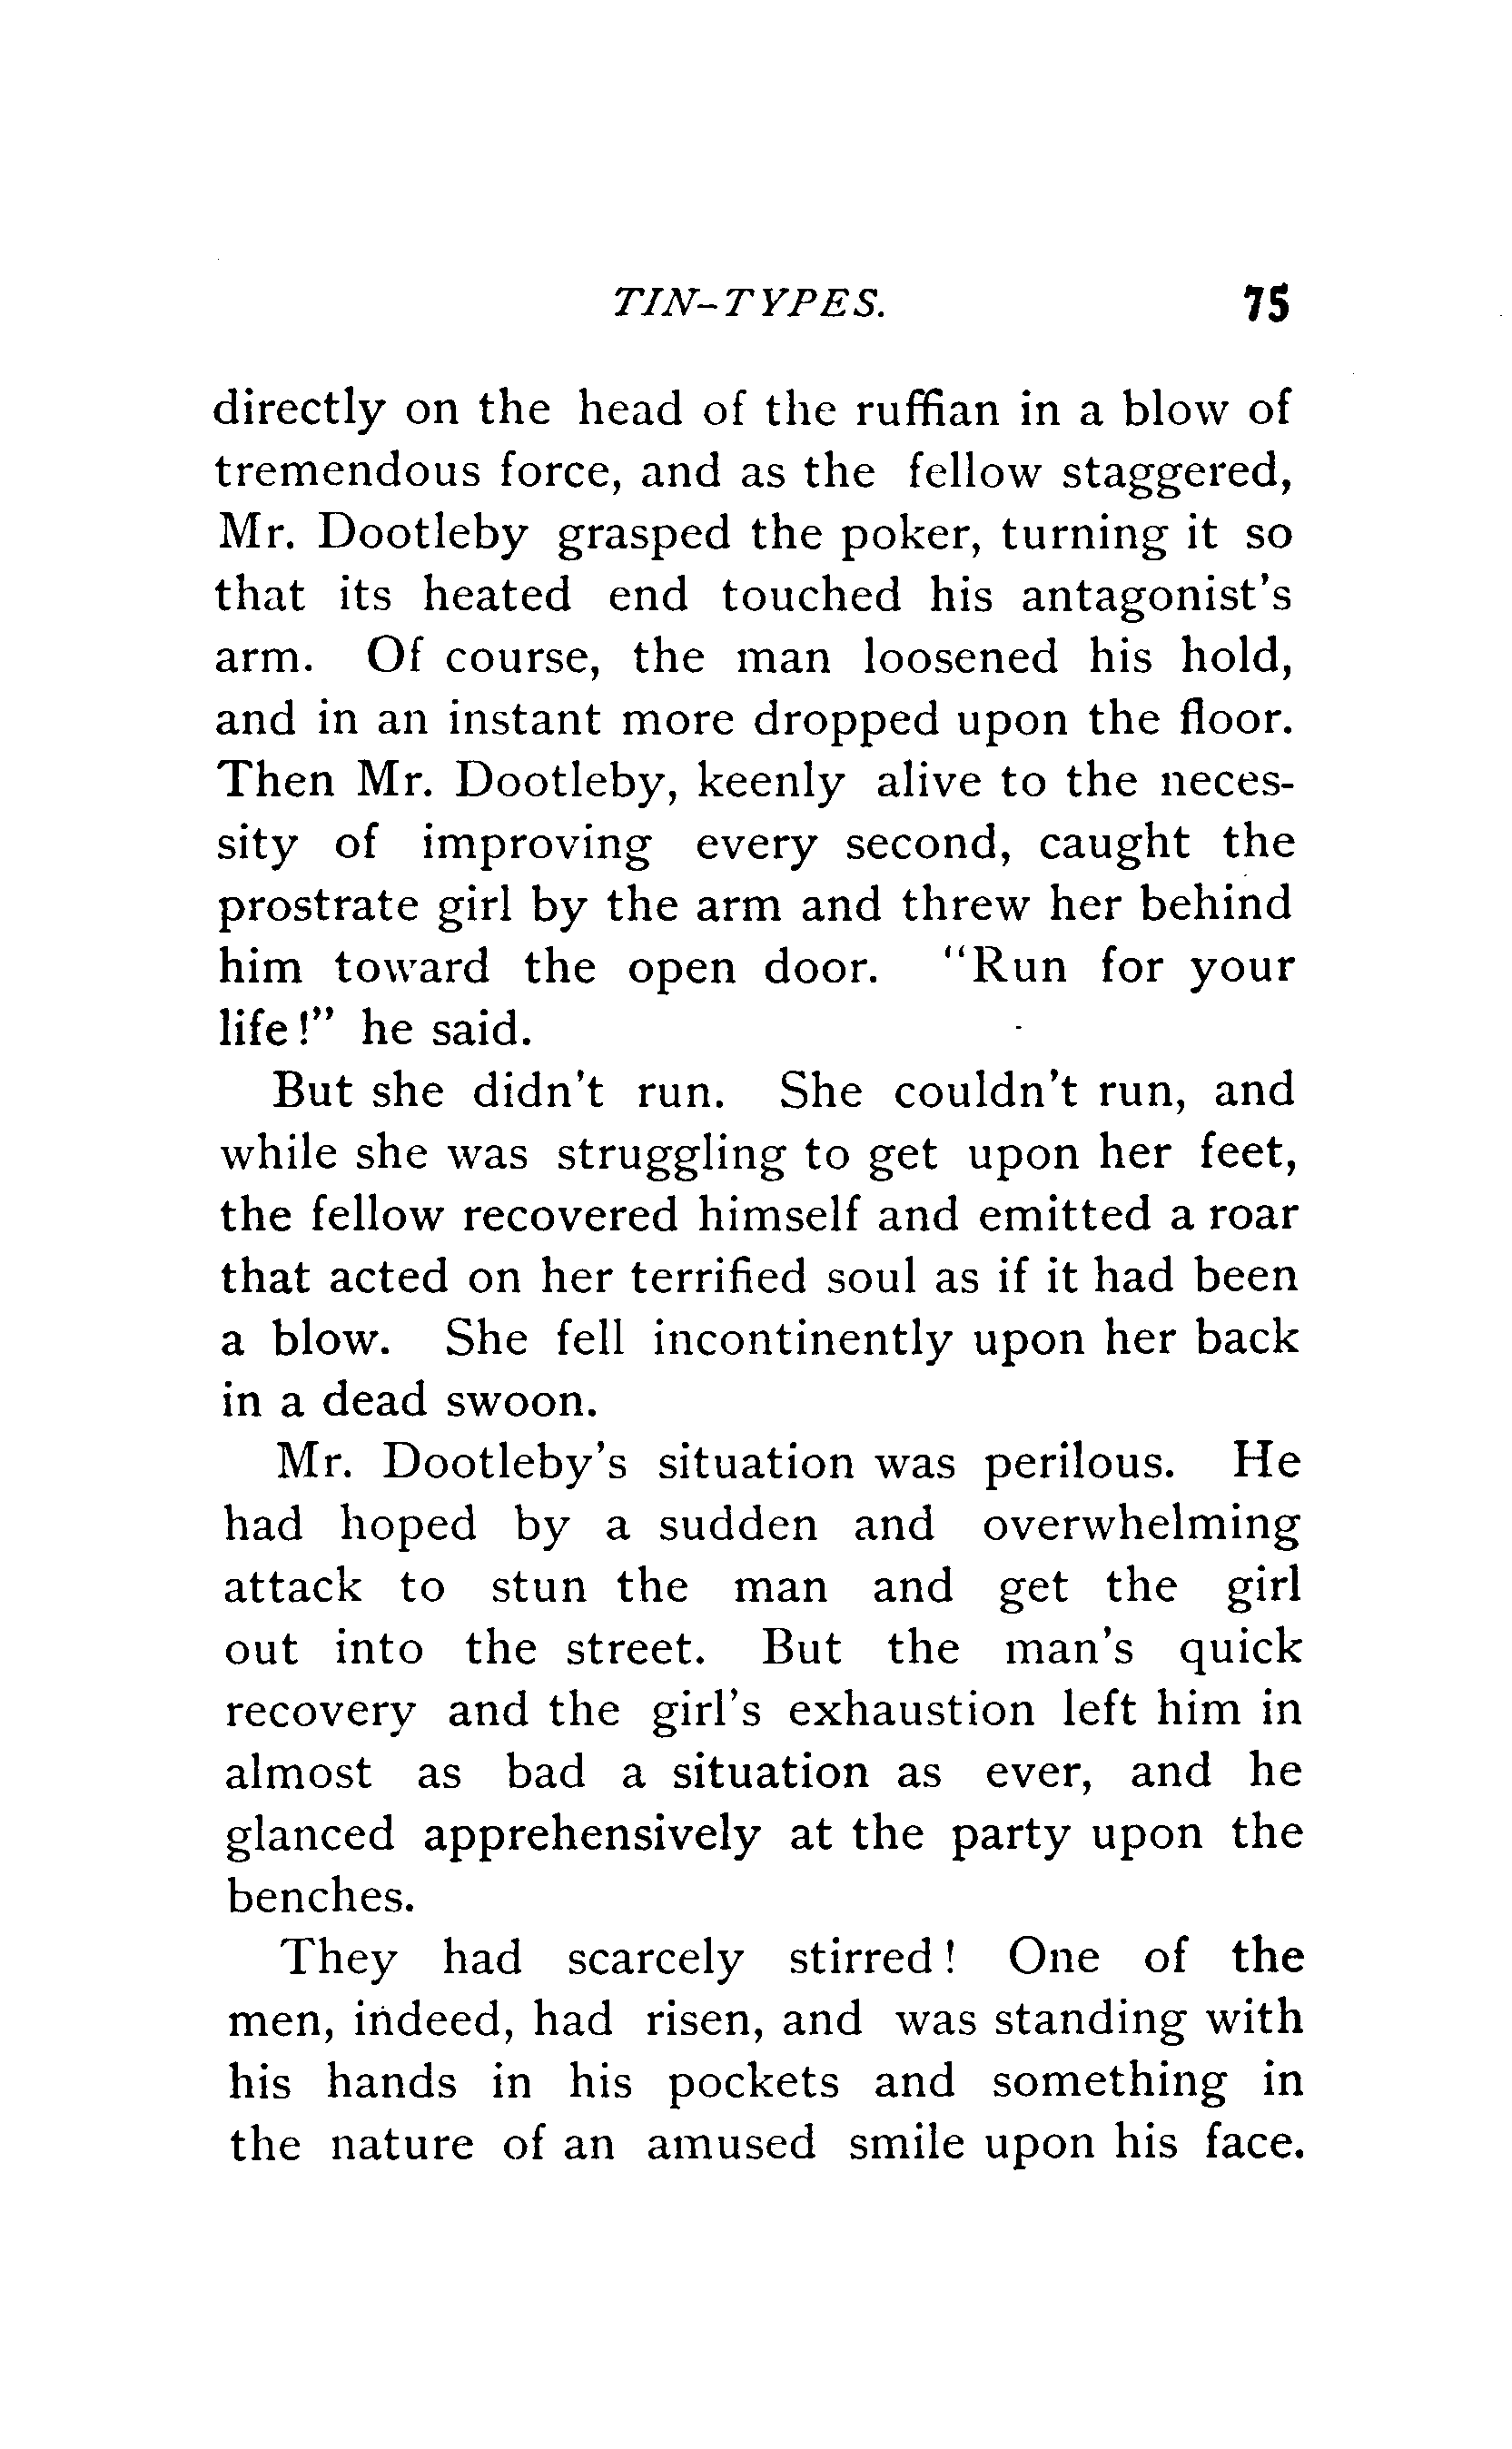 TIN-TYPES. 75
directly on the head of the ruffian in a blow of
tremendous force, and as the fellow staggered,
Mr. Dootleby grasped the poker, turning it so
that its heated end touched his antagonist's
arm. Of course, the man loosened his hold,
and in an instant more dropped upon the floor.
Then Mr. Dootleby, keenly alive to the neces-
sity of improving every second, caught the
prostrate girl by the arm and threw her behind
him toward the open door. "Run for your
life!" he said.
But she didn't run. She couldn't run, and
while she was struggling to get upon her feet,
the fellow recovered himself and emitted a roar
that acted on her terrified soul as if it had been
a blow. She fell incontinently upon her back
in a dead swoon.
Mr. Dootleby's situation was perilous. He
had hoped by a sudden and overwhelming
attack to stun the man and get the girl
out into the street. But the man's quick
recovery and the girl's exhaustion left him in
almost as bad a situation as ever, and he
glanced apprehensively at the party upon the
benches.
They had scarcely stirred! One of the
men, indeed, had risen, and was standing with
his hands in his pockets and something in
the nature of an amused smile upon his face.